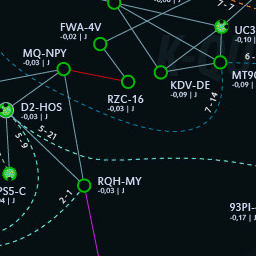 7 - 7
FWA-4V
-0,02 | J
UC3
-0,10 |
MQ-NPY
-0,03 | J
6 -
MT9
-0,09 |
KDV-DE
-0,09 | J
RZC-16
-0,03 | J
7 - 14
D2-HOS
-0,03 | J
5 - 21
5 - 9
RQH-MY
-0,03 | J
PS5-C
4 | J
2 - 1
93PI-
-0,17 | J